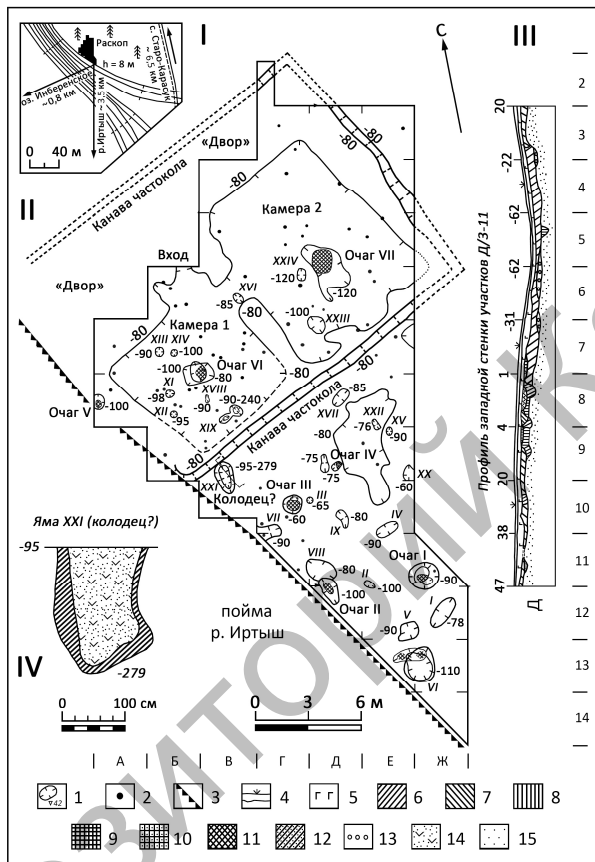 I
Раскоп
h = 8 м
оз. Инберенское
~0,8 км
р.Иртыш ~ 3,5 км
с. Старо-Карасук
~ 6,5 км
0 40 м
С
III
II
«Двор»
Канава частокола
-80
-80
-80
-80
Камера 2
Вход
XXIV
-120
Очаг VII
-120
«Двор»
XVI
-85
-80
-100
XXIII
-80
Камера 1
XIII XIV
-90
-100
-100
Очаг VI
-80
-80
XI
-98
XVIII
-90
-90-240
Очаг V
-100
XII
-95
XIX
Канава частокола
-85
XVII
-80
XXII
-76
XV
-90
-80
-95-279
XXI
Колодец?
-75
Очаг IV
-75
XX
-60
Очаг III
III
-65
-60
VII
-90
-80
IX
IV
-90
VIII
-80
II
-100
-100
Очаг II
Очаг I
-90
I
-78
V
-90
-110
VI
пойма
р. Иртыш
Яма XXI (колодец?)
-95
-279
IV
0 100 см
0 3 6 м
Профиль западной стенки участков Д/3-11
20
-22
-62
-62
-31
1
4
20
38
47
Д
2
3
4
5
6
7
8
9
10
11
12
13
14
А Б В Г Д Е Ж
42
1 2 3 4 5 6 7 8
9 10 11 12 13 14 15
ЗИТОРИЙ К